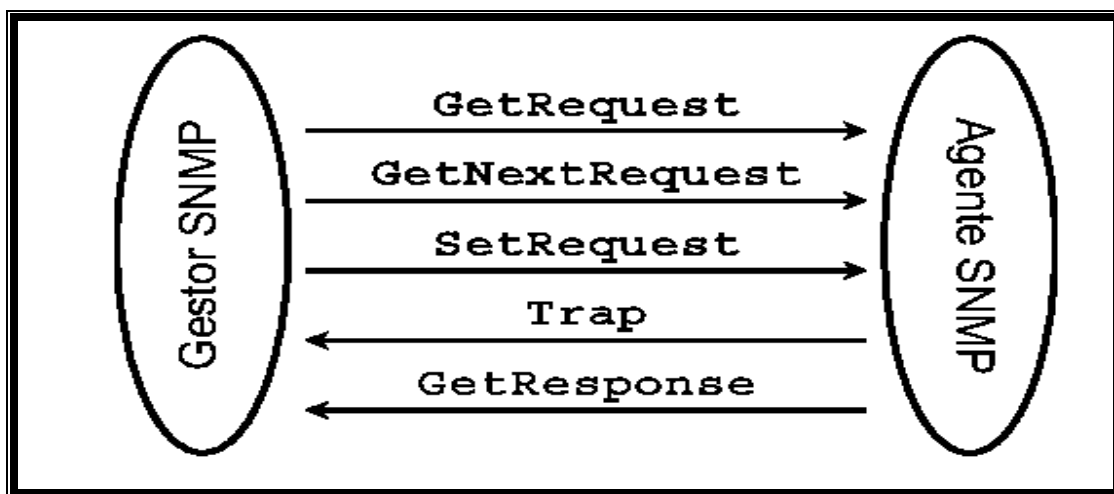 Gestor SNMP
GetRequest
GetNextRequest
SetRequest
Trap
GetResponse
Agente SNMP